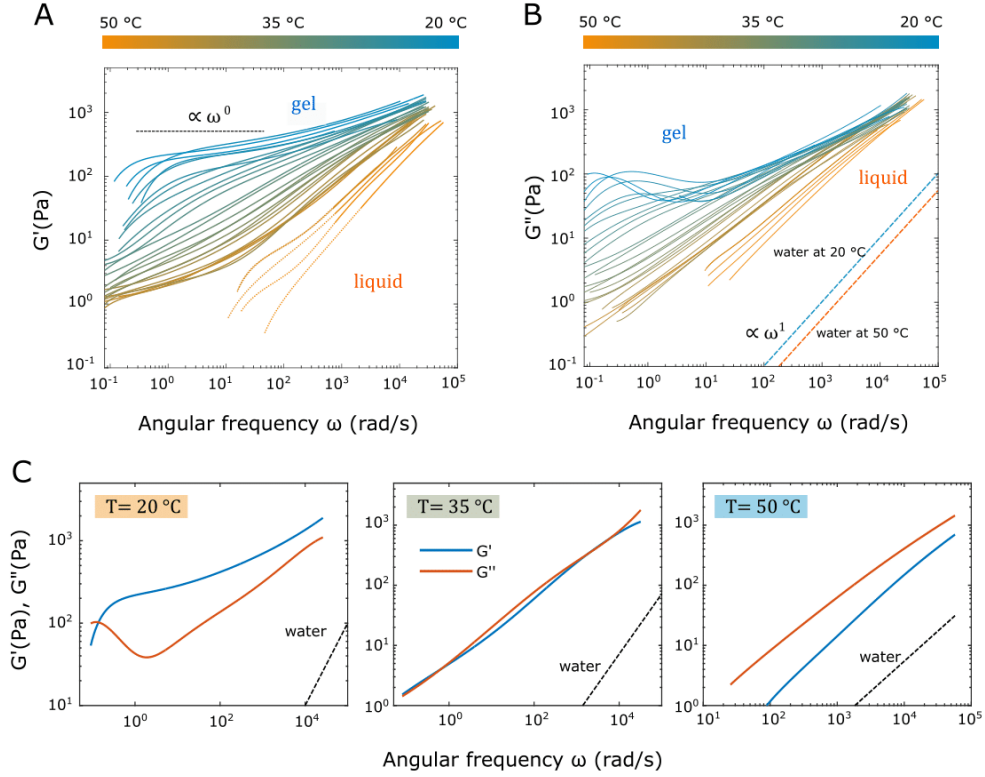 A
50 °C 35 °C 20 °C
gel
∝ ω⁰
liquid
10³
10²
10¹
10⁰
10⁻¹
G'(Pa)
10⁻¹ 10⁰ 10¹ 10² 10³ 10⁴ 10⁵
Angular frequency ω (rad/s)
B
50 °C 35 °C 20 °C
gel
liquid
water at 20 °C
∝ ω¹
water at 50 °C
10³
10²
10¹
10⁰
10⁻¹
G"(Pa)
10⁻¹ 10⁰ 10¹ 10² 10³ 10⁴ 10⁵
Angular frequency ω (rad/s)
C
G'(Pa), G"(Pa)
T= 20 °C
10³
10²
10¹
water
10⁰ 10² 10⁴
T= 35 °C
G'
G''
10³
10²
10¹
10⁰
water
10⁰ 10² 10⁴
T= 50 °C
10³
10²
10¹
10⁰
water
10¹ 10² 10³ 10⁴ 10⁵
Angular frequency ω (rad/s)